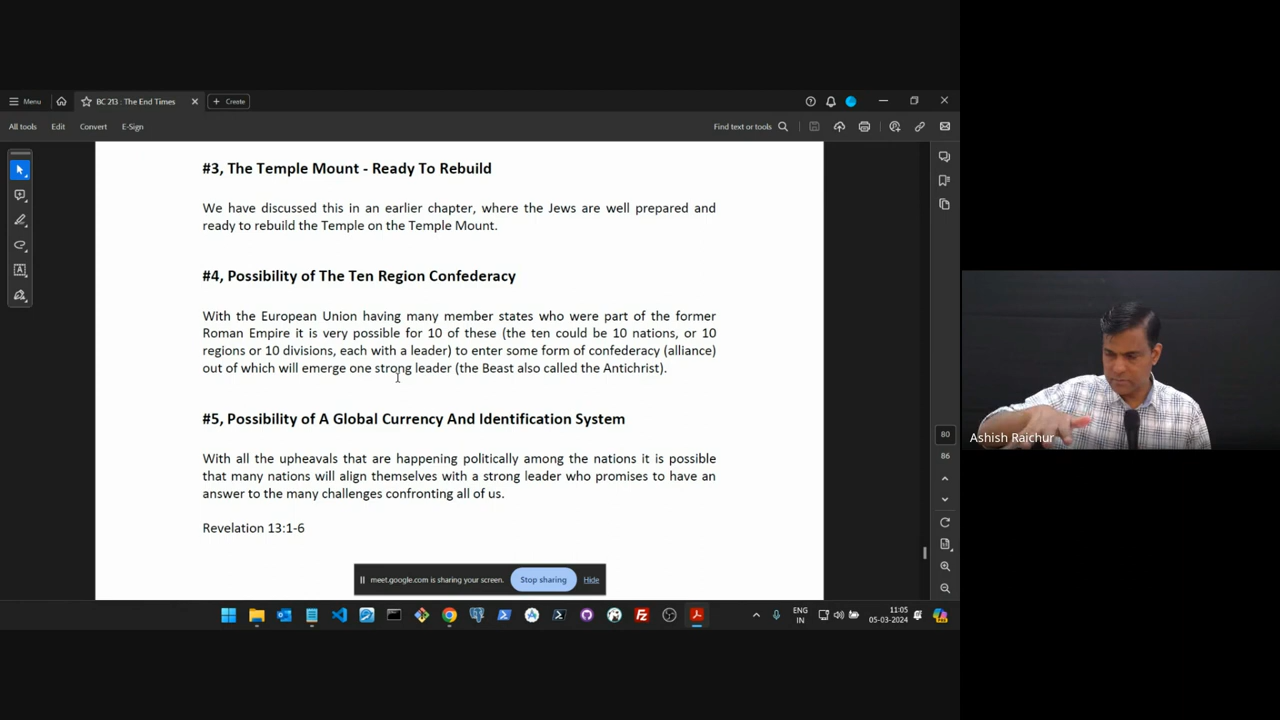 Menu
BC 213 : The End Times
Create
All tools
Edit
Convert
E-Sign
Find text or tools
#3, The Temple Mount - Ready To Rebuild
We have discussed this in an earlier chapter, where the Jews are well prepared and
ready to rebuild the Temple on the Temple Mount.
#4, Possibility of The Ten Region Confederacy
With the European Union having many member states who were part of the former
Roman Empire it is very possible for 10 of these (the ten could be 10 nations, or 10
regions or 10 divisions, each with a leader) to enter some form of confederacy (alliance)
out of which will emerge one strong leader (the Beast also called the Antichrist).
#5, Possibility of A Global Currency And Identification System
With all the upheavals that are happening politically among the nations it is possible
that many nations will align themselves with a strong leader who promises to have an
answer to the many challenges confronting all of us.
Revelation 13:1-6
80
86
meet.google.com is sharing your screen.
Stop sharing
Hide
ENG
IN
11:05
05-03-2024
Ashish Raichur